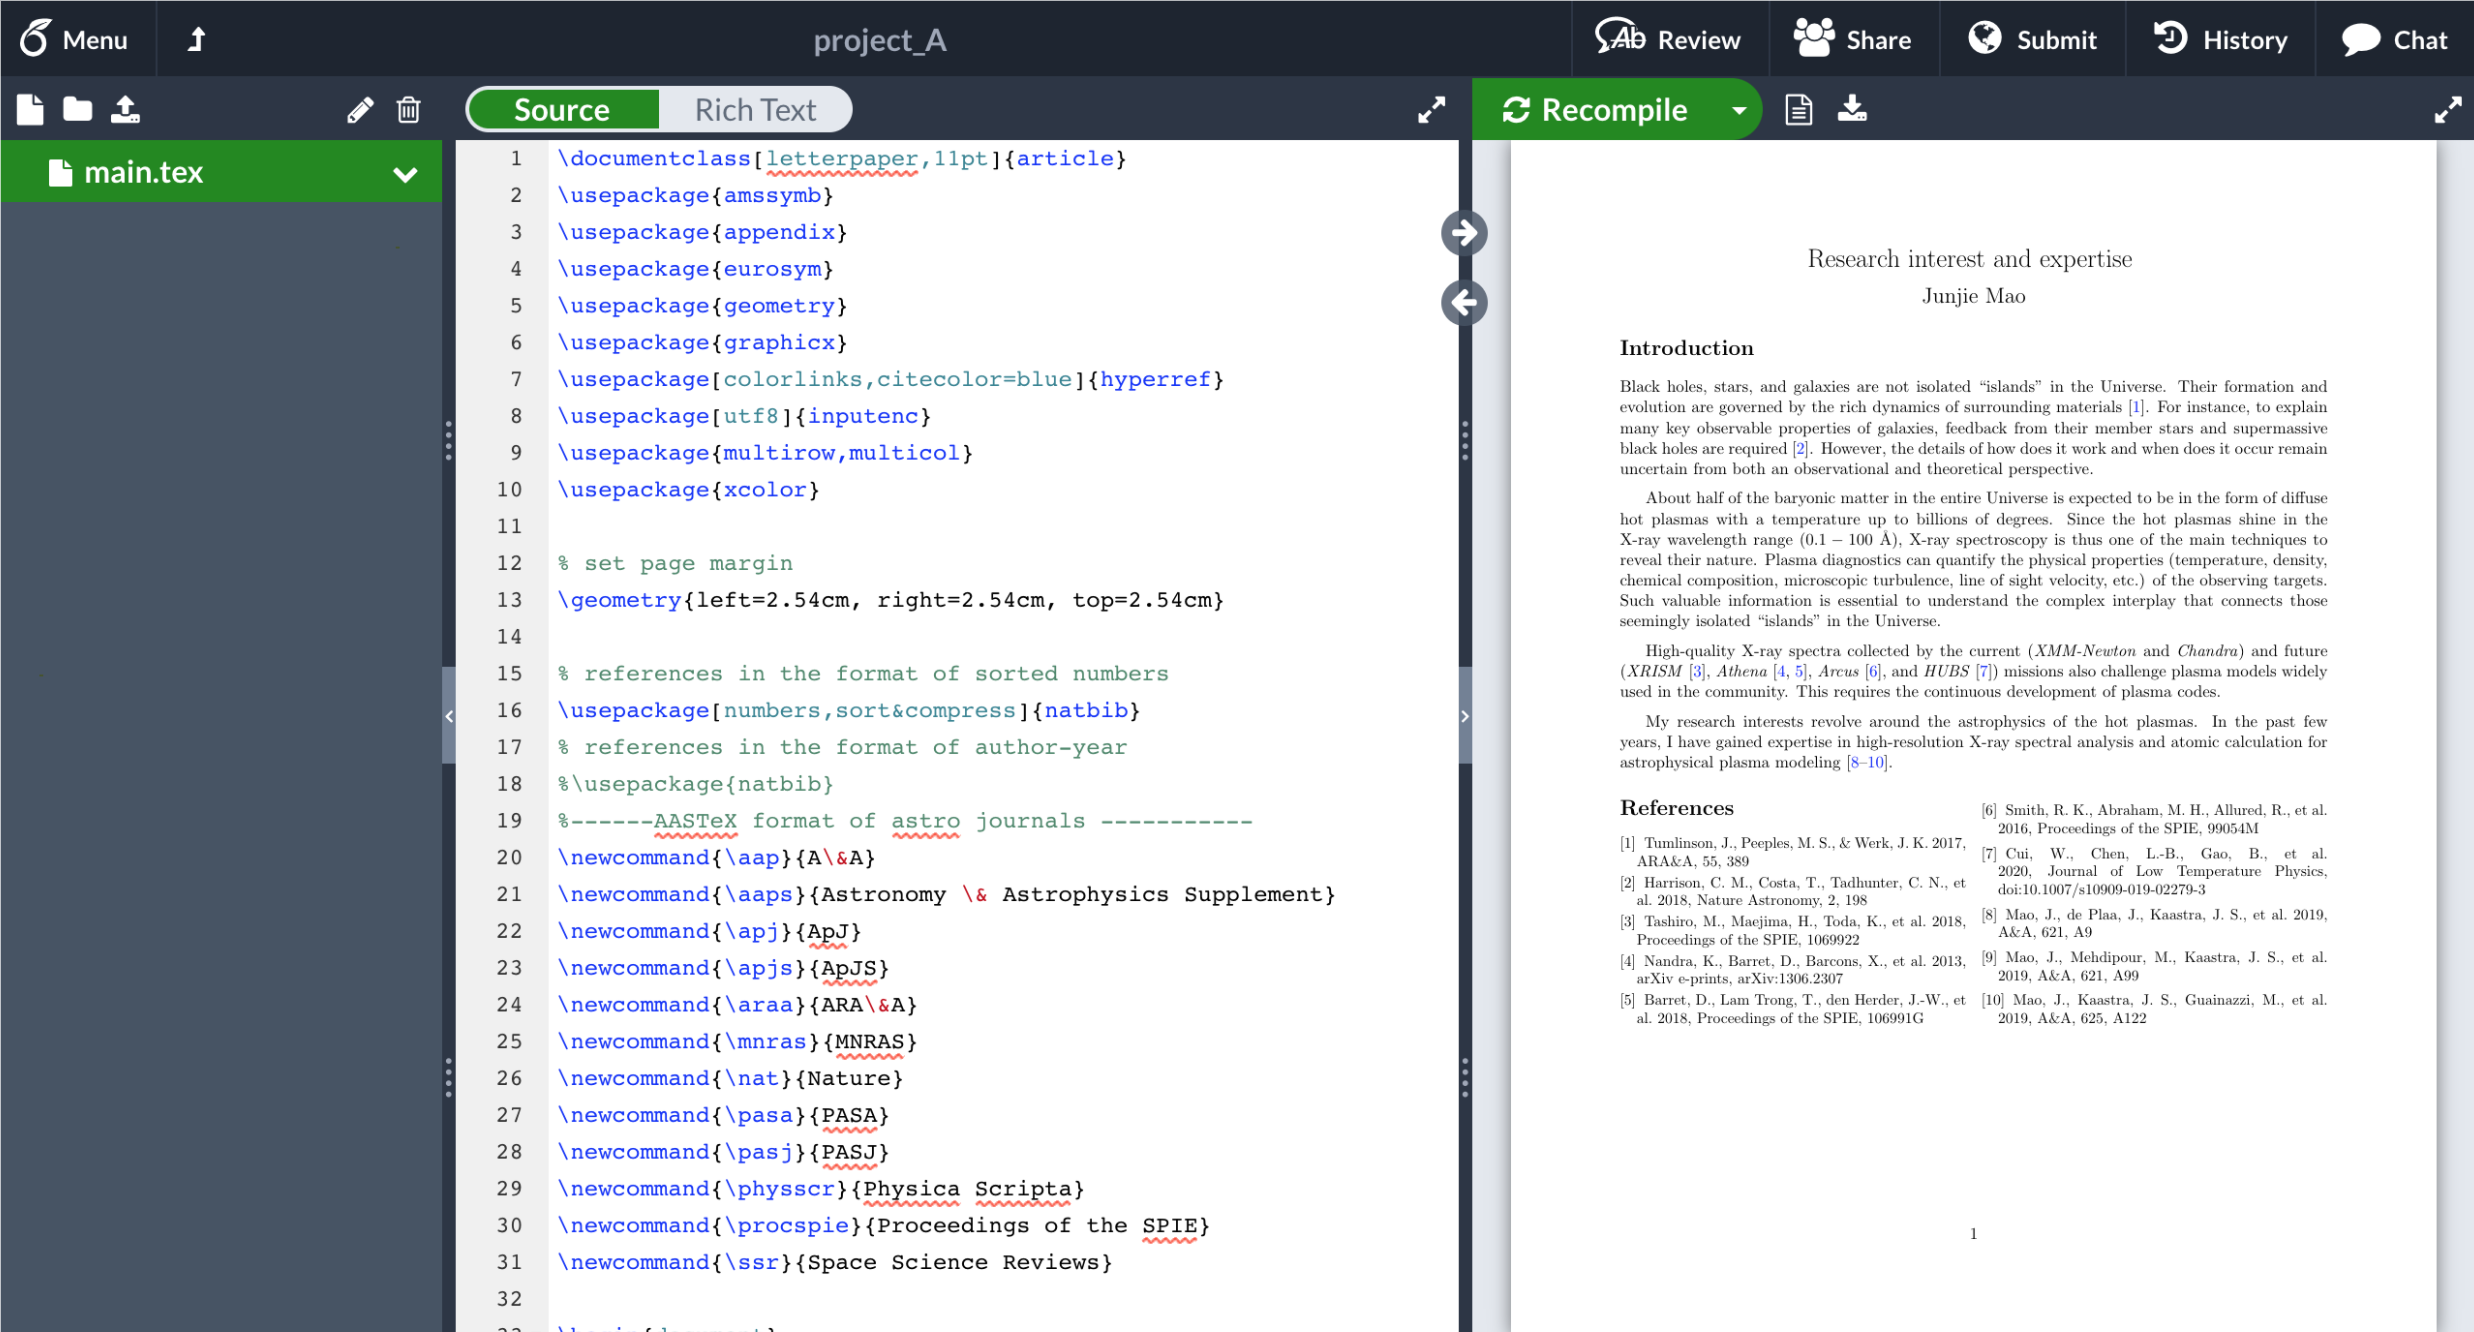 Menu
project_A
Review
Share
Submit
History
Chat
Source
Rich Text
Recompile
main.tex
1 \documentclass[letterpaper,11pt]{article}
2 \usepackage{amssymb}
3 \usepackage{appendix}
4 \usepackage{eurosym}
5 \usepackage{geometry}
6 \usepackage{graphicx}
7 \usepackage[colorlinks,citecolor=blue]{hyperref}
8 \usepackage[utf8]{inputenc}
9 \usepackage{multirow,multicol}
10 \usepackage{xcolor}
11
12 % set page margin
13 \geometry{left=2.54cm, right=2.54cm, top=2.54cm}
14
15 % references in the format of sorted numbers
16 \usepackage[numbers,sort&compress]{natbib}
17 % references in the format of author-year
18 %\usepackage{natbib}
19 %------AASTeX format of astro journals -----------
20 \newcommand{\aap}{A\&A}
21 \newcommand{\aaps}{Astronomy \& Astrophysics Supplement}
22 \newcommand{\apj}{ApJ}
23 \newcommand{\apjs}{ApJS}
24 \newcommand{\araa}{ARA\&A}
25 \newcommand{\mnras}{MNRAS}
26 \newcommand{\nat}{Nature}
27 \newcommand{\pasa}{PASA}
28 \newcommand{\pasj}{PASJ}
29 \newcommand{\physscr}{Physica Scripta}
30 \newcommand{\procspie}{Proceedings of the SPIE}
31 \newcommand{\ssr}{Space Science Reviews}
32
Research interest and expertise
Junjie Mao
Introduction
Black holes, stars, and galaxies are not isolated “islands” in the Universe. Their formation and
evolution are governed by the rich dynamics of surrounding materials [1]. For instance, to explain
many key observable properties of galaxies, feedback from their member stars and supermassive
black holes are required [2]. However, the details of how does it work and when does it occur remain
uncertain from both an observational and theoretical perspective.
About half of the baryonic matter in the entire Universe is expected to be in the form of diffuse
hot plasmas with a temperature up to billions of degrees. Since the hot plasmas shine in the
X-ray wavelength range (0.1 − 100 Å), X-ray spectroscopy is thus one of the main techniques to
reveal their nature. Plasma diagnostics can quantify the physical properties (temperature, density,
chemical composition, microscopic turbulence, line of sight velocity, etc.) of the observing targets.
Such valuable information is essential to understand the complex interplay that connects those
seemingly isolated “islands” in the Universe.
High-quality X-ray spectra collected by the current (XMM-Newton and Chandra) and future
(XRISM [3], Athena [4, 5], Arcus [6], and HUBS [7]) missions also challenge plasma models widely
used in the community. This requires the continuous development of plasma codes.
My research interests revolve around the astrophysics of the hot plasmas. In the past few
years, I have gained expertise in high-resolution X-ray spectral analysis and atomic calculation for
astrophysical plasma modeling [8–10].
References
[1] Tumlinson, J., Peeples, M. S., & Werk, J. K. 2017,
ARA&A, 55, 389
[2] Harrison, C. M., Costa, T., Tadhunter, C. N., et
al. 2018, Nature Astronomy, 2, 198
[3] Tashiro, M., Maejima, H., Toda, K., et al. 2018,
Proceedings of the SPIE, 1069922
[4] Nandra, K., Barret, D., Barcons, X., et al. 2013,
arXiv e-prints, arXiv:1306.2307
[5] Barret, D., Lam Trong, T., den Herder, J.-W., et
al. 2018, Proceedings of the SPIE, 106991G
[6] Smith, R. K., Abraham, M. H., Allured, R., et al.
2016, Proceedings of the SPIE, 99054M
[7] Cui, W., Chen, L.-B., Gao, B., et al.
2020, Journal of Low Temperature Physics,
doi:10.1007/s10909-019-02279-3
[8] Mao, J., de Plaa, J., Kaastra, J. S., et al. 2019,
A&A, 621, A9
[9] Mao, J., Mehdipour, M., Kaastra, J. S., et al.
2019, A&A, 621, A99
[10] Mao, J., Kaastra, J. S., Guainazzi, M., et al.
2019, A&A, 625, A122
1